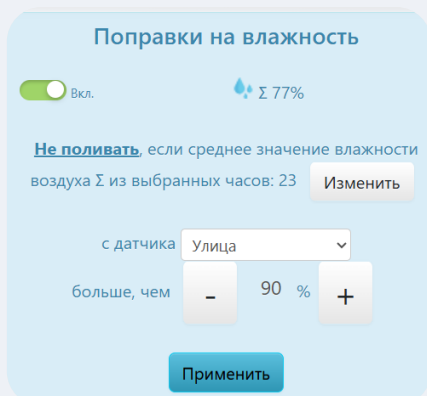 Поправки на влажность
Вкл.
Σ 77%
Не поливать, если среднее значение влажности
воздуха Σ из выбранных часов: 23 Изменить
с датчика Улица
больше, чем - 90 % +
Применить